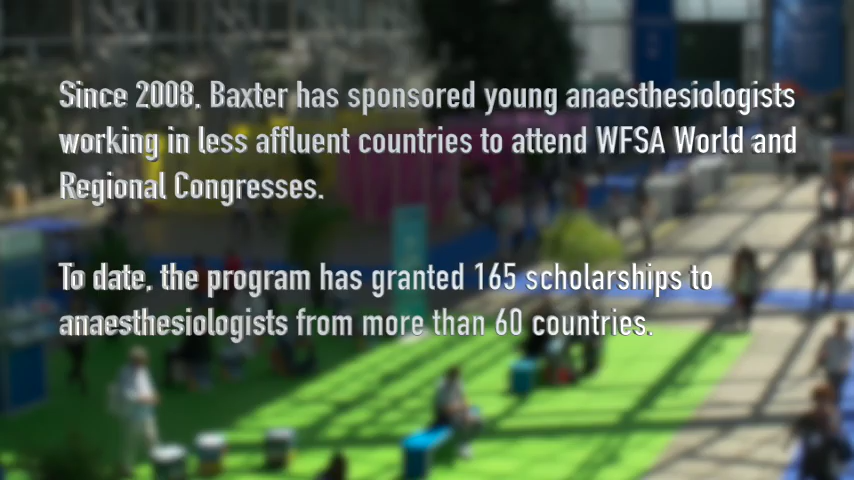 Since 2008, Baxter has sponsored young anaesthesiologists
working in less affluent countries to attend WFSA World and
Regional Congresses.
To date, the program has granted 165 scholarships to
anaesthesiologists from more than 60 countries.